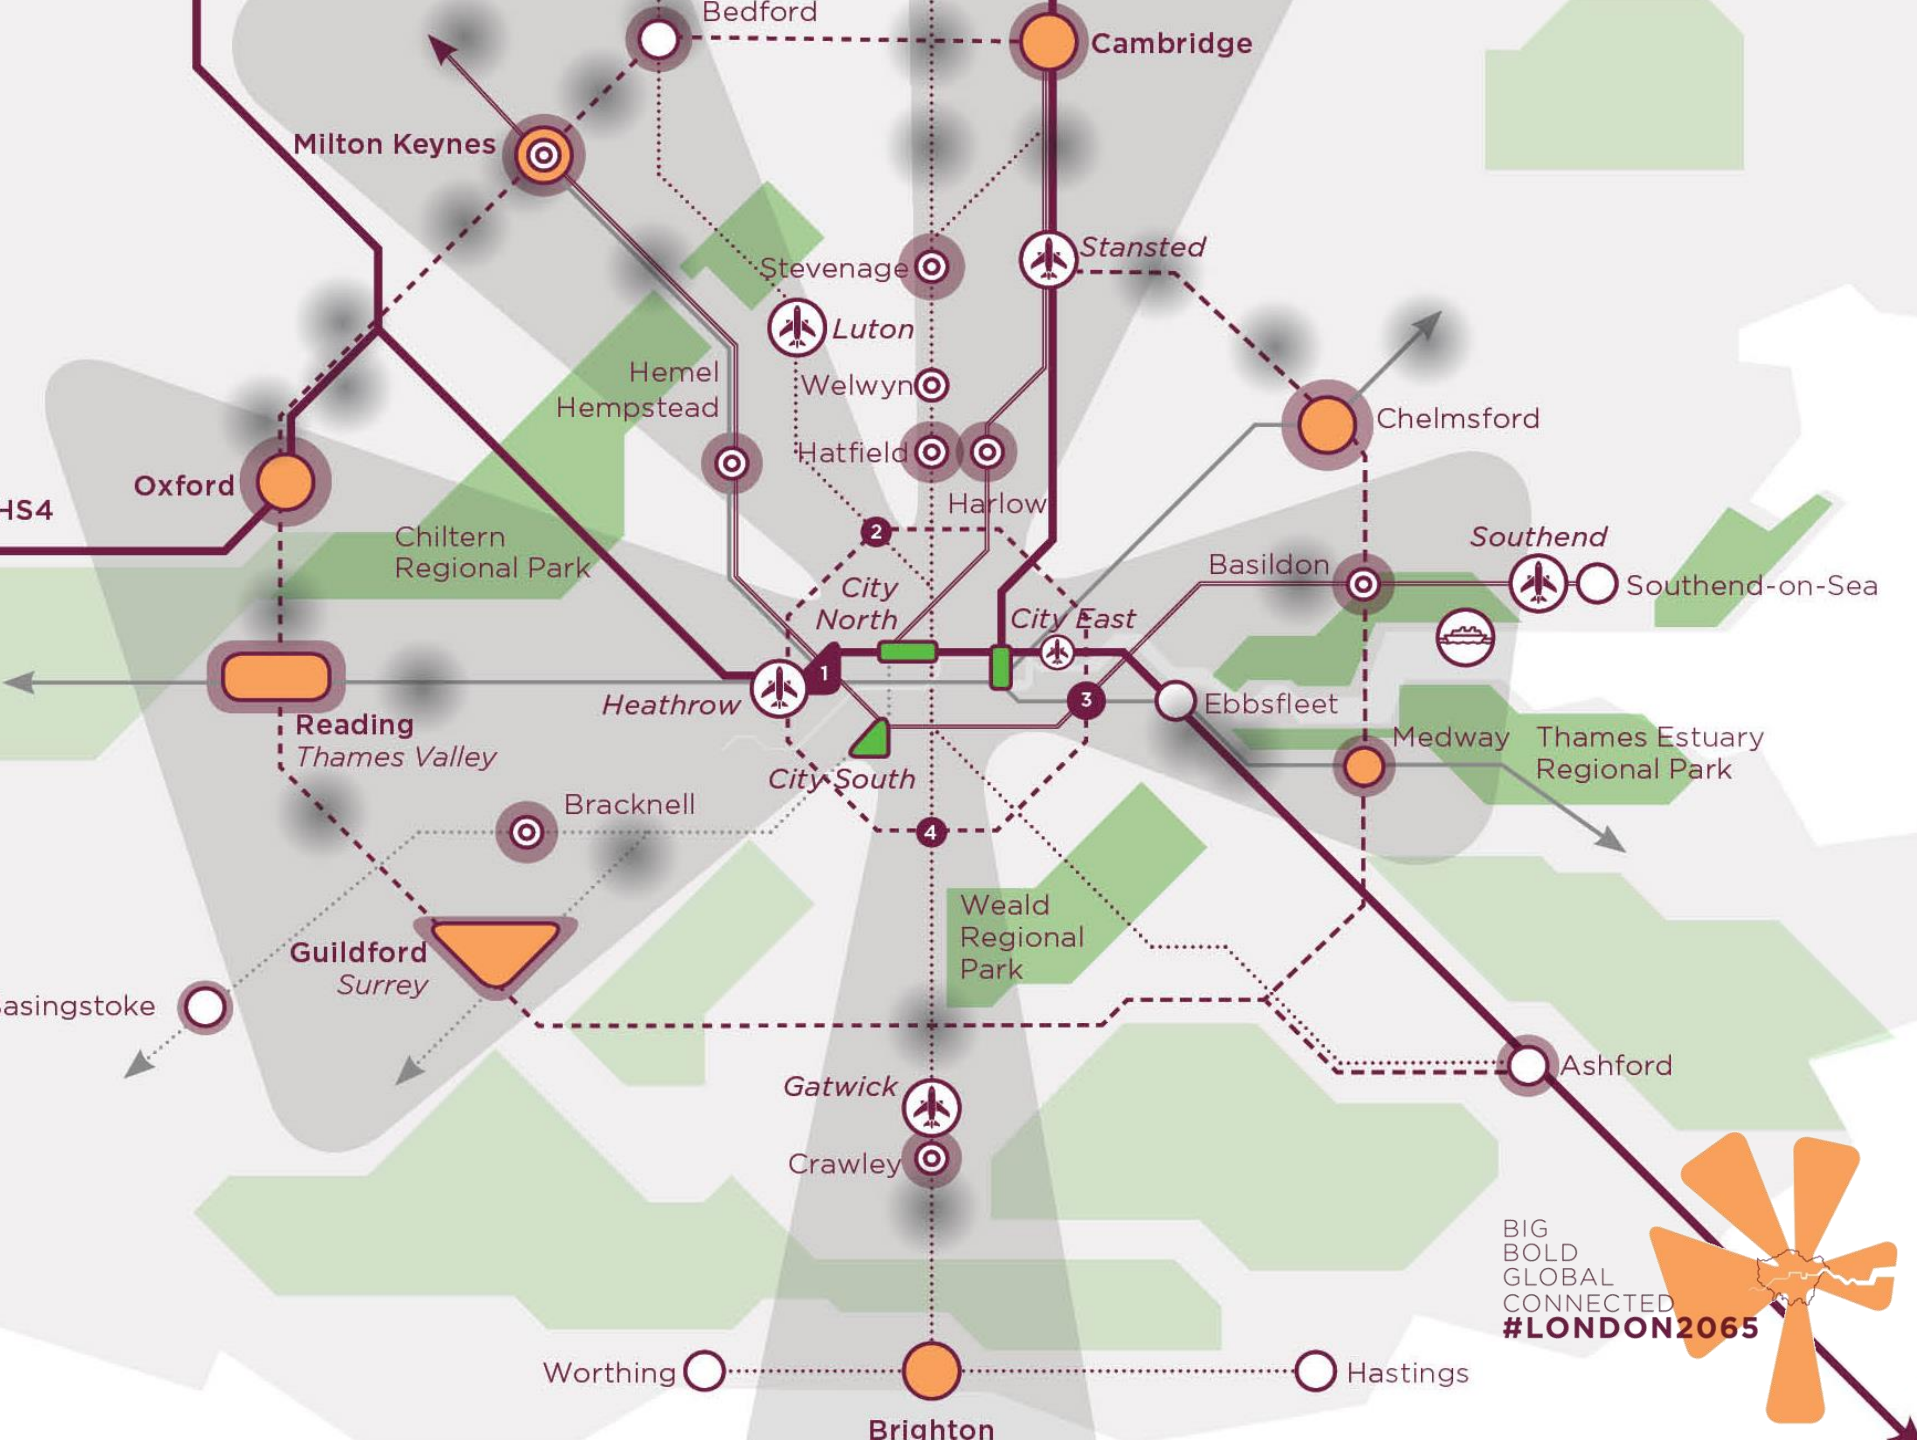 Bedford
Cambridge
Milton Keynes
Stansted
Stevenage
Luton
Hemel
Hempstead
Welwyn
Hatfield
Harlow
Chelmsford
Oxford
HS4
Chiltern
Regional Park
2
City
North
City East
Basildon
Southend
Southend-on-Sea
1
Heathrow
3
Ebbsfleet
Reading
Thames Valley
City South
Medway
Thames Estuary
Regional Park
Bracknell
4
Weald
Regional
Park
Guildford
Surrey
asingstoke
Gatwick
Crawley
Ashford
BIG
BOLD
GLOBAL
CONNECTED
#LONDON2065
Worthing
Hastings
Brighton